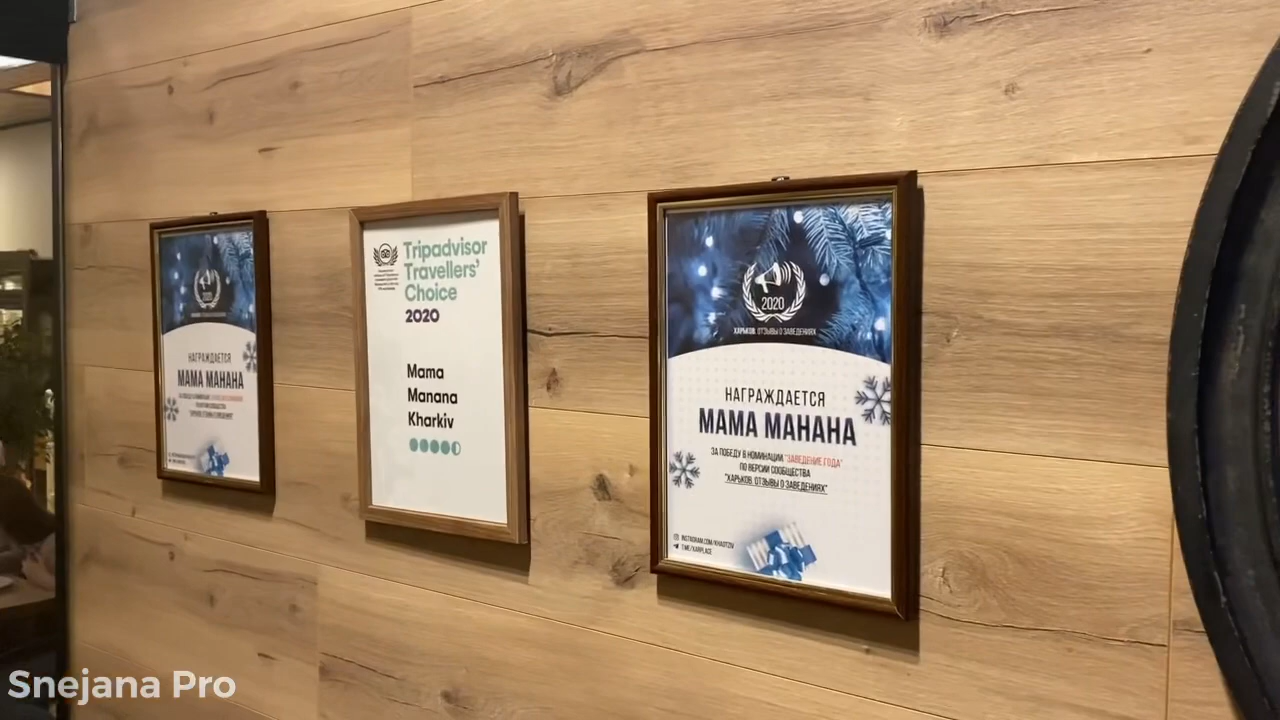 2020
НАГРАЖДАЕТСЯ
МАМА МАНАНА
Tripadvisor
Travellers'
Choice
2020
Mama
Manana
Kharkiv
2020
ХАРЬКОВ. ОТЗЫВЫ О ЗАВЕДЕНИЯХ
НАГРАЖДАЕТСЯ
МАМА МАНАНА
ЗА ПОБЕДУ В НОМИНАЦИИ "ЗАВЕДЕНИЕ ГОДА"
ПО ВЕРСИИ СООБЩЕСТВА
"ХАРЬКОВ. ОТЗЫВЫ О ЗАВЕДЕНИЯХ"
Snejana Pro